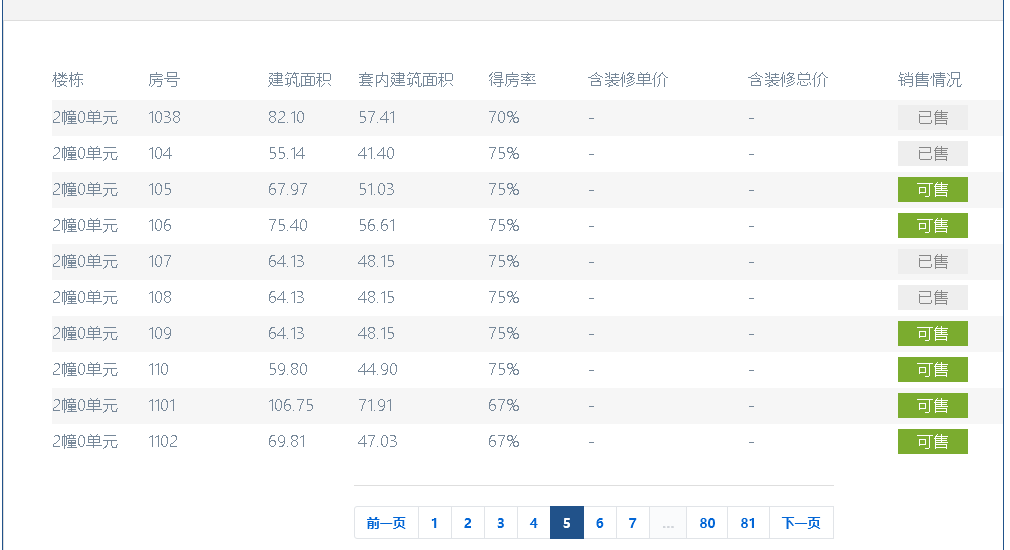 楼栋 房号 建筑面积 套内建筑面积 得房率 含装修单价 含装修总价 销售情况
2幢0单元 1038 82.10 57.41 70% - - 已售
2幢0单元 104 55.14 41.40 75% - - 已售
2幢0单元 105 67.97 51.03 75% - - 可售
2幢0单元 106 75.40 56.61 75% - - 可售
2幢0单元 107 64.13 48.15 75% - - 已售
2幢0单元 108 64.13 48.15 75% - - 已售
2幢0单元 109 64.13 48.15 75% - - 可售
2幢0单元 110 59.80 44.90 75% - - 可售
2幢0单元 1101 106.75 71.91 67% - - 可售
2幢0单元 1102 69.81 47.03 67% - - 可售
前一页 1 2 3 4 5 6 7 ... 80 81 下一页